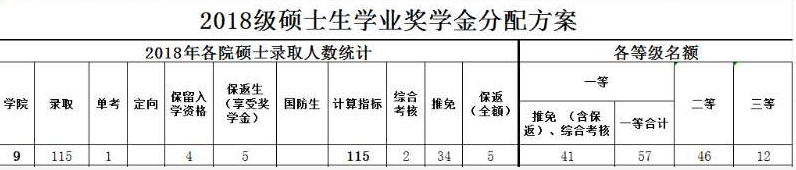 2018级硕士生学业奖学金分配方案
2018年各院硕士录取人数统计 各等级名额
学院 录取 单考 定向 保留入学资格 保返生（享受奖学金） 国防生 计算指标 综合考核 推免 保返（全额） 一等 二等 三等
推免 （含保返）、综合考核 一等合计
9 115 1 4 5 115 2 34 5 41 57 46 12